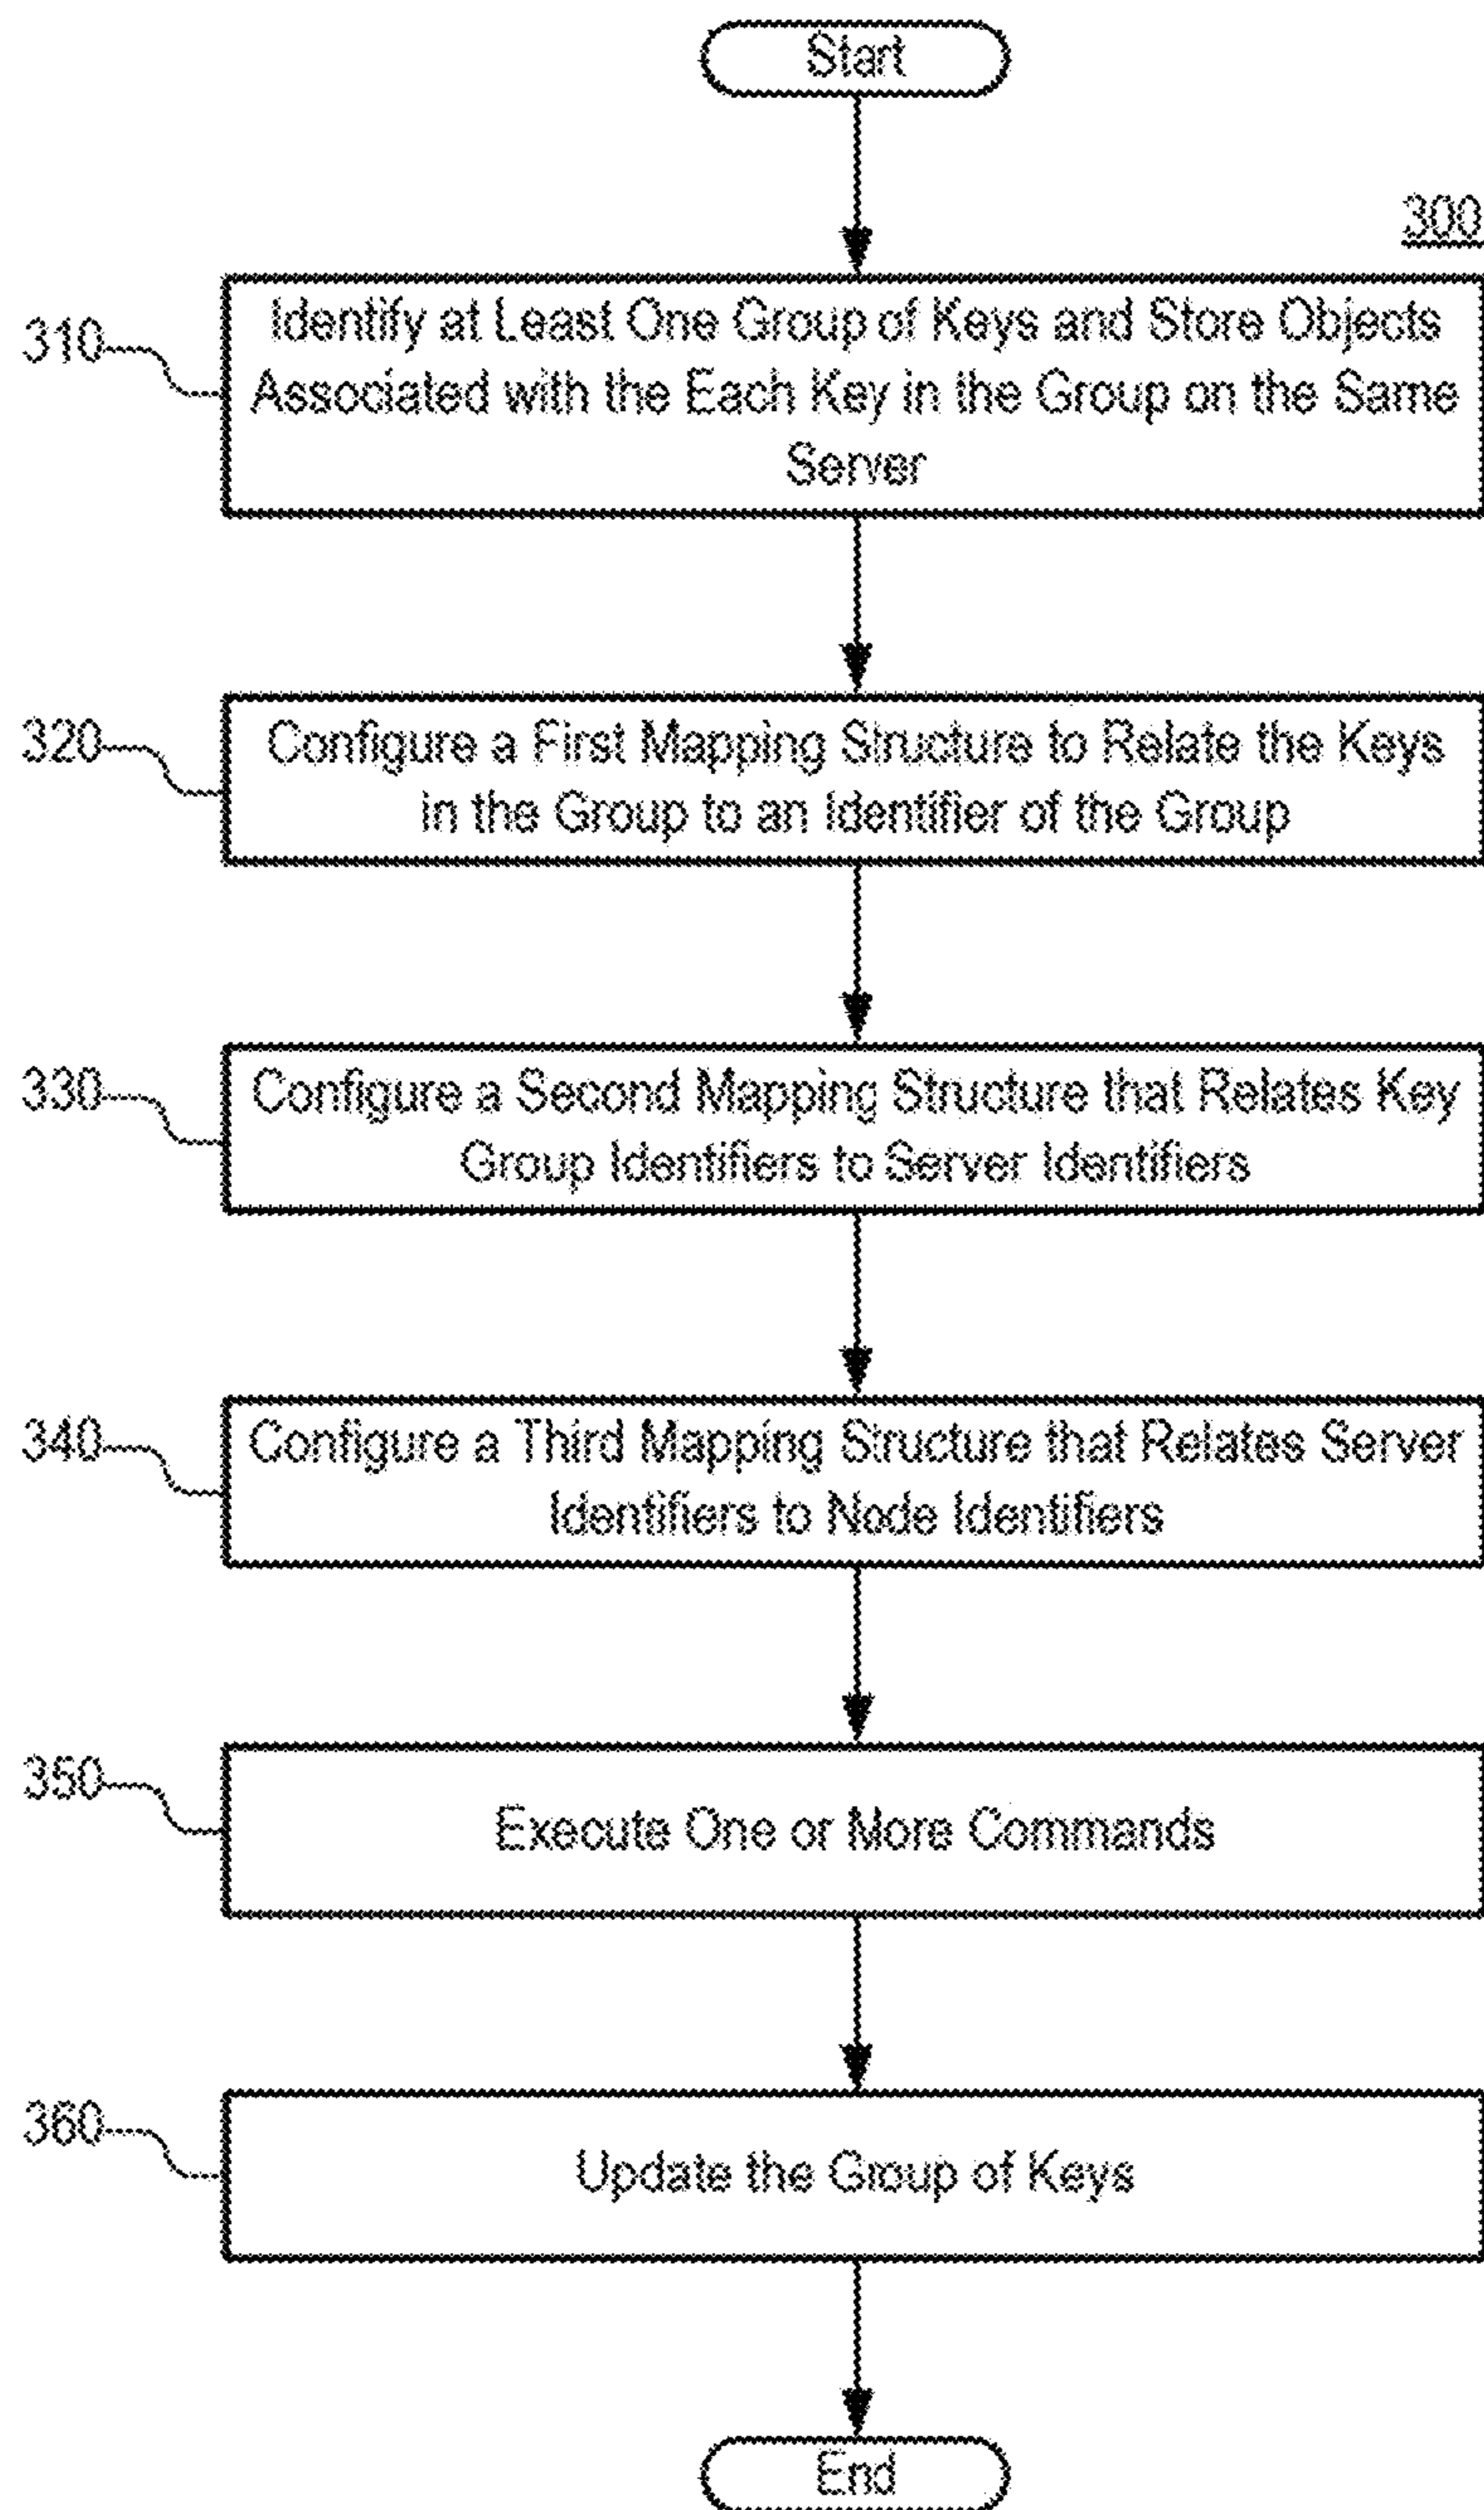 Start
300
310
Identify at Least One Group of Keys and Store Objects
Associated with the Each Key in the Group on the Same
Server
320
Configure a First Mapping Structure to Relate the Keys
in the Group to an Identifier of the Group
330
Configure a Second Mapping Structure that Relates Key
Group Identifiers to Server Identifiers
340
Configure a Third Mapping Structure that Relates Server
Identifiers to Node Identifiers
350
Execute One or More Commands
360
Update the Group of Keys
End